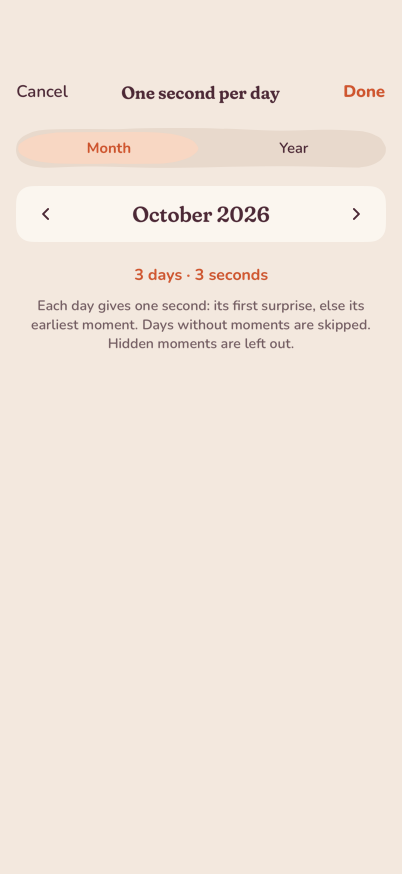 Cancel
One second per day
Done
Month
Year
October 2026
3 days · 3 seconds
Each day gives one second: its first surprise, else its
earliest moment. Days without moments are skipped.
Hidden moments are left out.